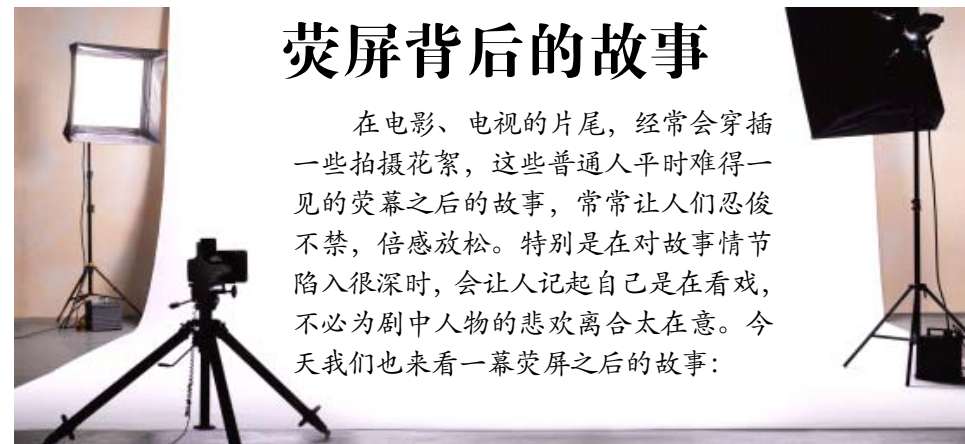 荧屏背后的故事
在电影、电视的片尾，经常会穿插
一些拍摄花絮，这些普通人平时难得一
见的荧幕之后的故事，常常让人们忍俊
不禁，倍感放松。特别是在对故事情节
陷入很深时，会让人记起自己是在看戏，
不必为剧中人物的悲欢离合太在意。今
天我们也来看一幕荧屏之后的故事：